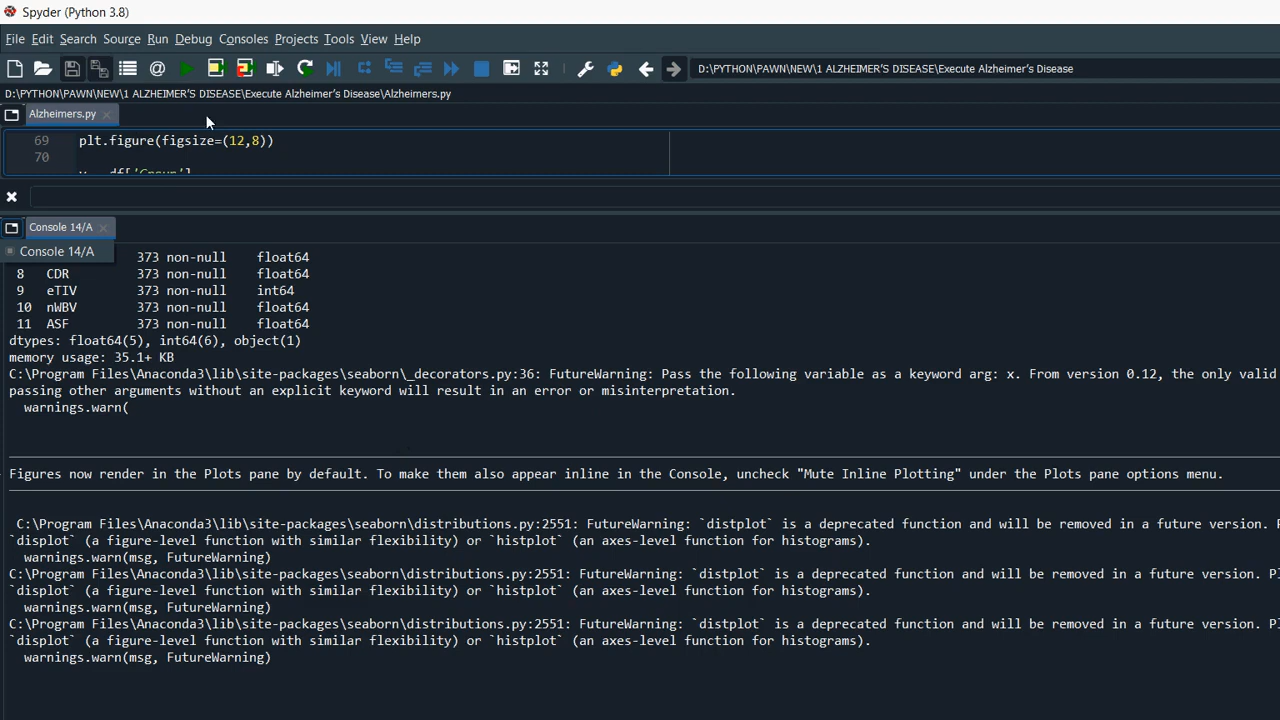 Spyder (Python 3.8)
File Edit Search Source Run Debug Consoles Projects Tools View Help
D:\PYTHON\PAWN\NEW\1 ALZHEIMER'S DISEASE\Execute Alzheimer's Disease
D:\PYTHON\PAWN\NEW\1 ALZHEIMER'S DISEASE\Execute Alzheimer's Disease\Alzheimers.py
Alzheimers.py
69 plt.figure(figsize=(12,8))
70
Console 14/A
Console 14/A
373 non-null float64
8 CDR 373 non-null float64
9 eTIV 373 non-null int64
10 nWBV 373 non-null float64
11 ASF 373 non-null float64
dtypes: float64(5), int64(6), object(1)
memory usage: 35.1+ KB
C:\Program Files\Anaconda3\lib\site-packages\seaborn\_decorators.py:36: FutureWarning: Pass the following variable as a keyword arg: x. From version 0.12, the only valid
passing other arguments without an explicit keyword will result in an error or misinterpretation.
warnings.warn(
Figures now render in the Plots pane by default. To make them also appear inline in the Console, uncheck "Mute Inline Plotting" under the Plots pane options menu.
C:\Program Files\Anaconda3\lib\site-packages\seaborn\distributions.py:2551: FutureWarning: `distplot` is a deprecated function and will be removed in a future version.
`displot` (a figure-level function with similar flexibility) or `histplot` (an axes-level function for histograms).
warnings.warn(msg, FutureWarning)
C:\Program Files\Anaconda3\lib\site-packages\seaborn\distributions.py:2551: FutureWarning: `distplot` is a deprecated function and will be removed in a future version. Pl
`displot` (a figure-level function with similar flexibility) or `histplot` (an axes-level function for histograms).
warnings.warn(msg, FutureWarning)
C:\Program Files\Anaconda3\lib\site-packages\seaborn\distributions.py:2551: FutureWarning: `distplot` is a deprecated function and will be removed in a future version. Pl
`displot` (a figure-level function with similar flexibility) or `histplot` (an axes-level function for histograms).
warnings.warn(msg, FutureWarning)